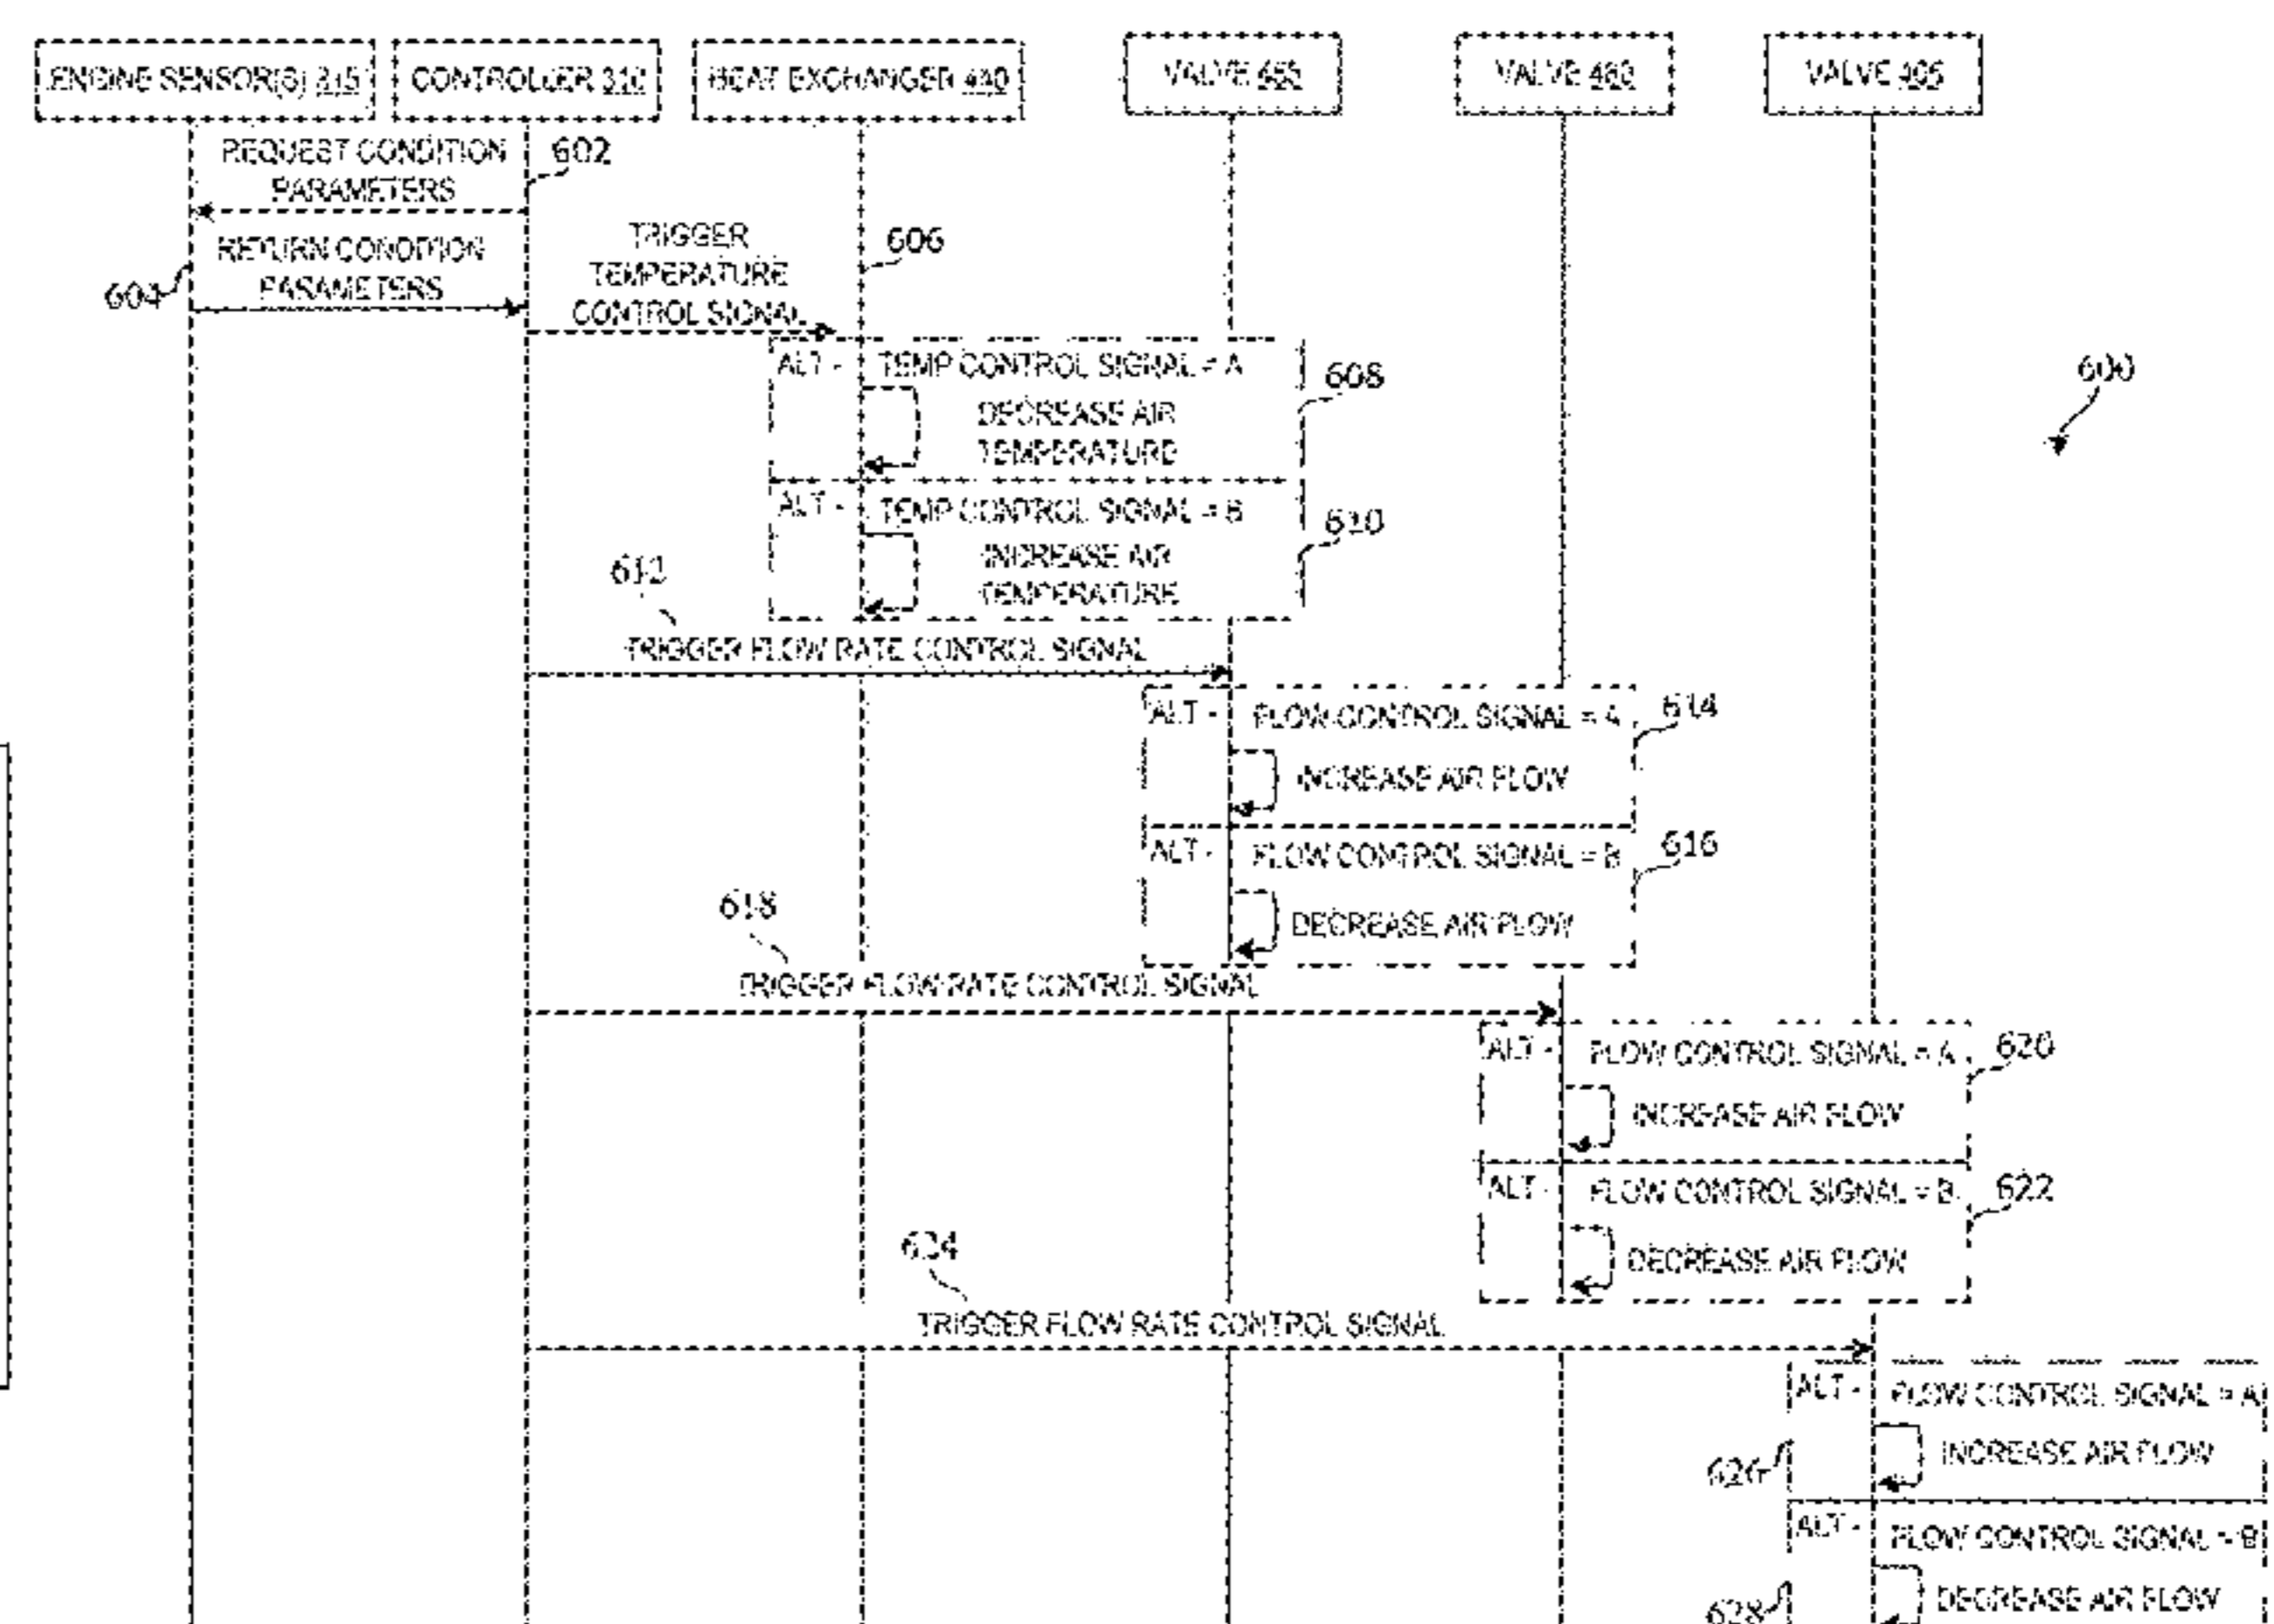 ENGINE SENSOR(S) 315
CONTROLLER 310
HEAT EXCHANGER 440
VALVE
VALVE
VALVE
REQUEST CONDITION
PARAMETERS
602
RETURN CONDITION
PARAMETERS
604
TRIGGER
TEMPERATURE
CONTROL SIGNAL
606
ALT - TEMP CONTROL SIGNAL = A
608
DECREASE AIR
TEMPERATURE
600
ALT - TEMP CONTROL SIGNAL = B
610
INCREASE AIR
TEMPERATURE
612
TRIGGER FLOW RATE CONTROL SIGNAL
ALT - FLOW CONTROL SIGNAL = A
614
INCREASE AIR FLOW
ALT - FLOW CONTROL SIGNAL = B
616
DECREASE AIR FLOW
618
TRIGGER FLOW RATE CONTROL SIGNAL
ALT - FLOW CONTROL SIGNAL = A
620
INCREASE AIR FLOW
ALT - FLOW CONTROL SIGNAL = B
622
DECREASE AIR FLOW
624
TRIGGER FLOW RATE CONTROL SIGNAL
ALT - FLOW CONTROL SIGNAL = A
626
INCREASE AIR FLOW
ALT - FLOW CONTROL SIGNAL = B
628
DECREASE AIR FLOW